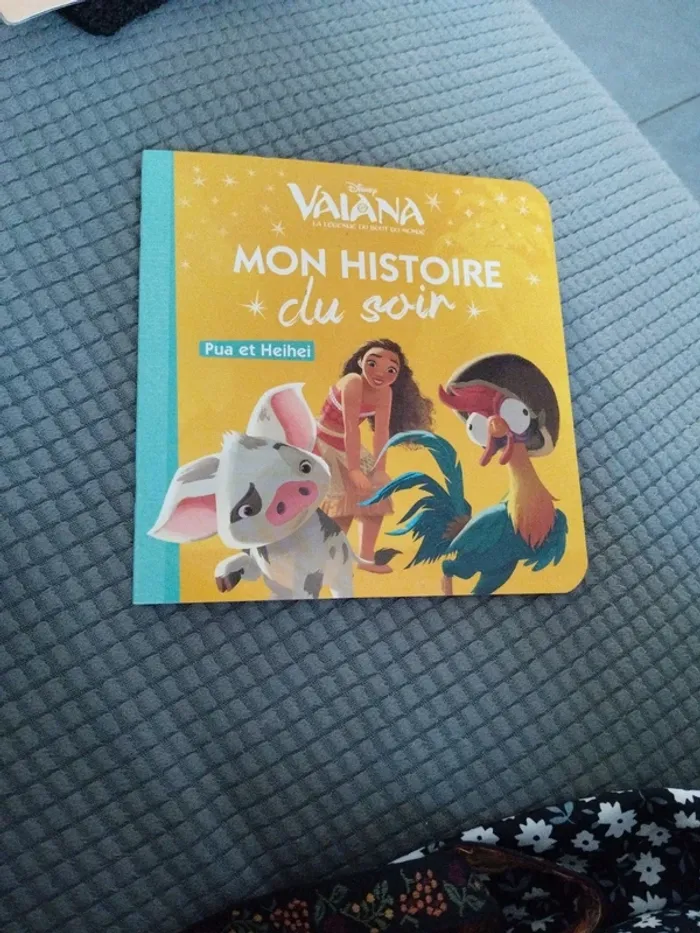 Disney
VAIANA
LA LÉGENDE DU BOUT DU MONDE
MON HISTOIRE
du soir
Pua et Heihei